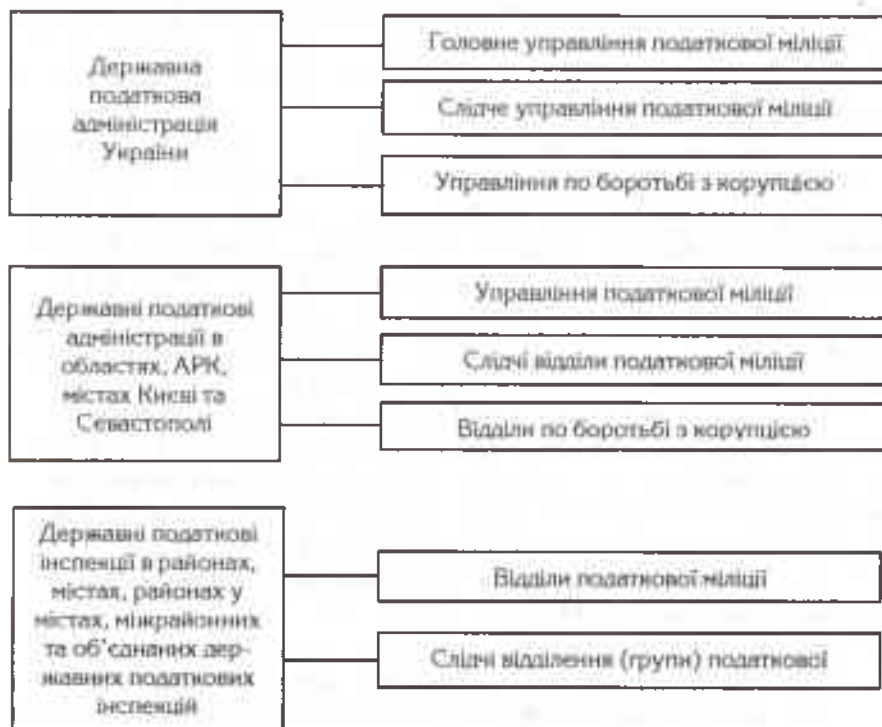 Державна
податкова
адміністрація
України
Головне управління податкової міліції
Слідче управління податкової міліції
Управління по боротьбі з корупцією
Державні податкові
адміністрації в
областях, АРК,
містах Києві та
Севастополі
Управління податкової міліції
Слідчі відділи податкової міліції
Відділи по боротьбі з корупцією
Державні податкові
інспекції в районах,
містах, районах у
містах, міжрайонних
та об'єднаних дер-
жавних податкових
інспекцій
Відділи податкової міліції
Слідчі відділення (групи) податкової